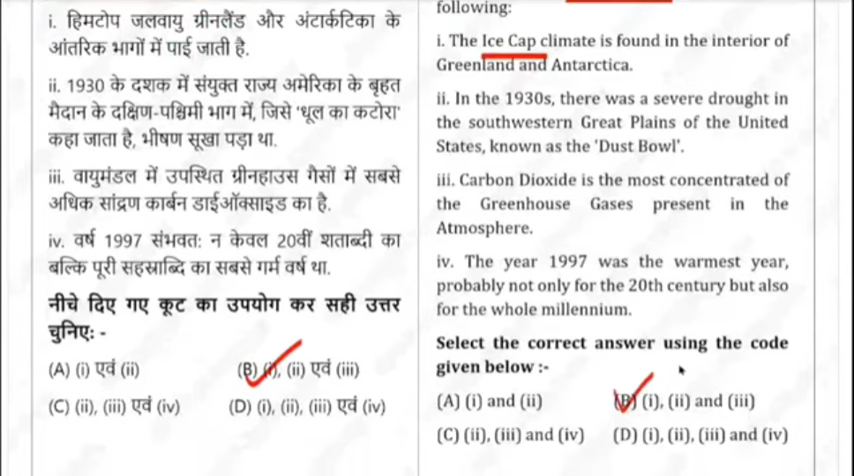 i. हिमटोप जलवायु ग्रीनलैंड और अंटार्कटिका के
आंतरिक भागों में पाई जाती है.
ii. 1930 के दशक में संयुक्त राज्य अमेरिका के बृहत
मैदान के दक्षिण-पश्चिमी भाग में, जिसे 'धूल का कटोरा'
कहा जाता है, भीषण सूखा पड़ा था.
iii. वायुमंडल में उपस्थित ग्रीनहाउस गैसों में सबसे
अधिक सांद्रण कार्बन डाईऑक्साइड का है.
iv. वर्ष 1997 संभवत: न केवल 20वीं शताब्दी का
बल्कि पूरी सहस्राब्दि का सबसे गर्म वर्ष था.
नीचे दिए गए कूट का उपयोग कर सही उत्तर
चुनिए: -
(A) (i) एवं (ii) (B) (i), (ii) एवं (iii)
(C) (ii), (iii) एवं (iv) (D) (i), (ii), (iii) एवं (iv)
following:
i. The Ice Cap climate is found in the interior of
Greenland and Antarctica.
ii. In the 1930s, there was a severe drought in
the southwestern Great Plains of the United
States, known as the 'Dust Bowl'.
iii. Carbon Dioxide is the most concentrated of
the Greenhouse Gases present in the
Atmosphere.
iv. The year 1997 was the warmest year,
probably not only for the 20th century but also
for the whole millennium.
Select the correct answer using the code
given below :-
(A) (i) and (ii) (B) (i), (ii) and (iii)
(C) (ii), (iii) and (iv) (D) (i), (ii), (iii) and (iv)